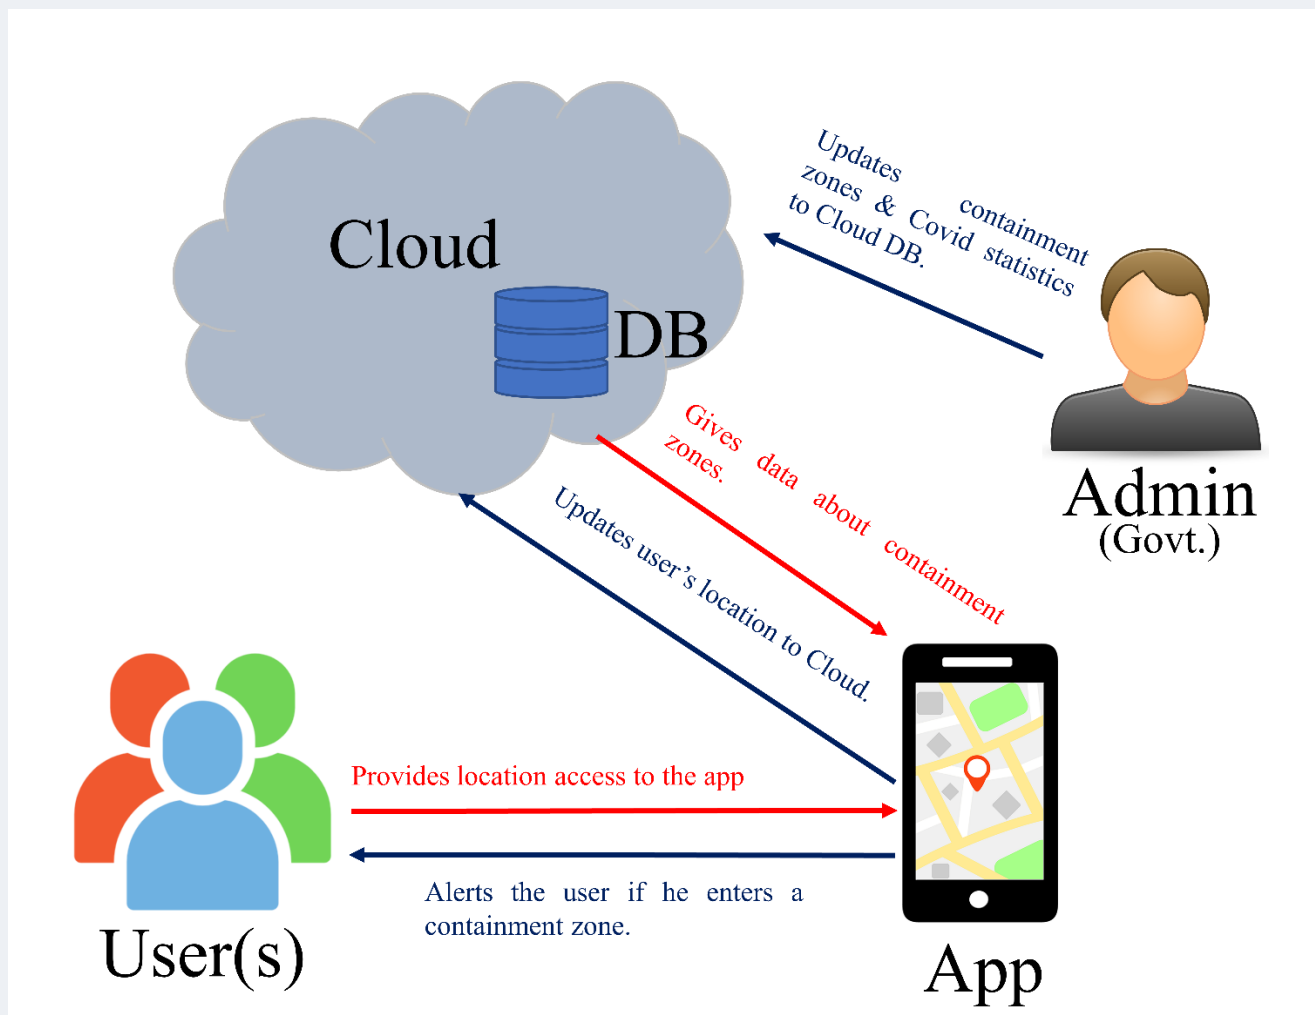 Updates containment
zones & Covid statistics
to Cloud DB.
Cloud
DB
Gives data about containment
zones.
Admin
(Govt.)
Updates user’s location to Cloud.
Provides location access to the app
Alerts the user if he enters a
containment zone.
User(s)
App